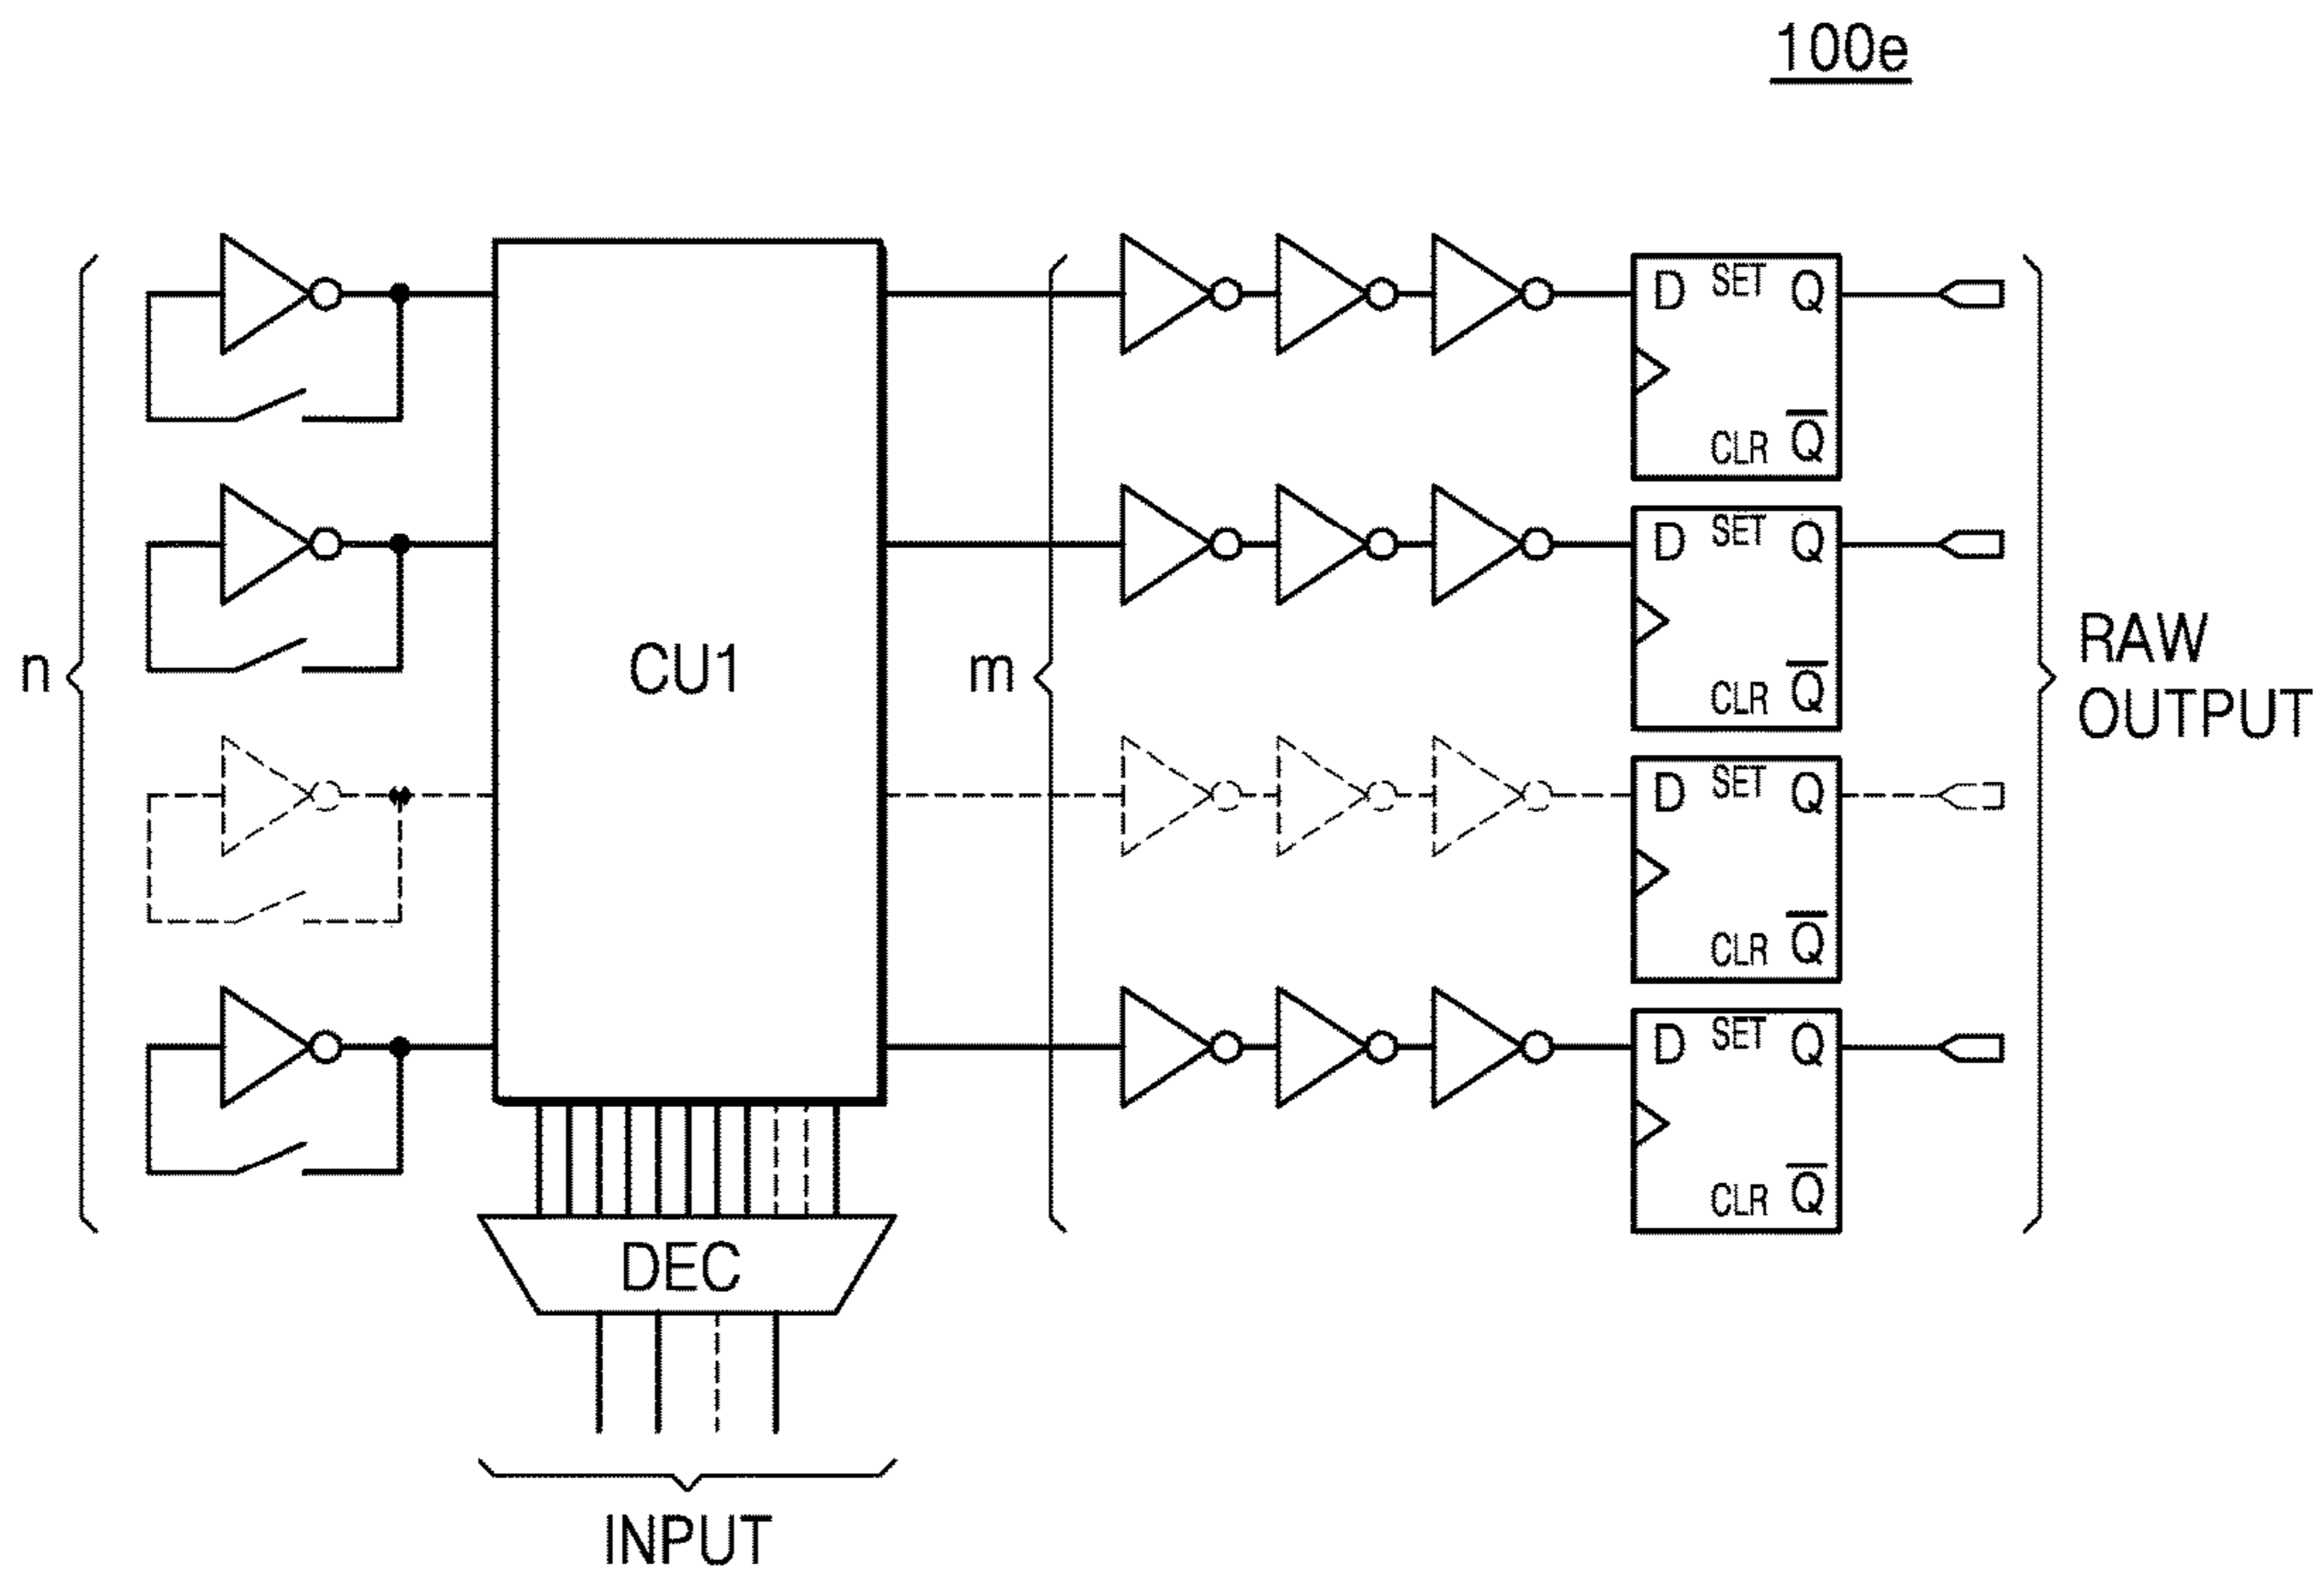 100e
n
CU1
m
D SET Q
CLR Q̅
D SET Q
CLR Q̅
D SET Q
CLR Q̅
D SET Q
CLR Q̅
RAW
OUTPUT
DEC
INPUT